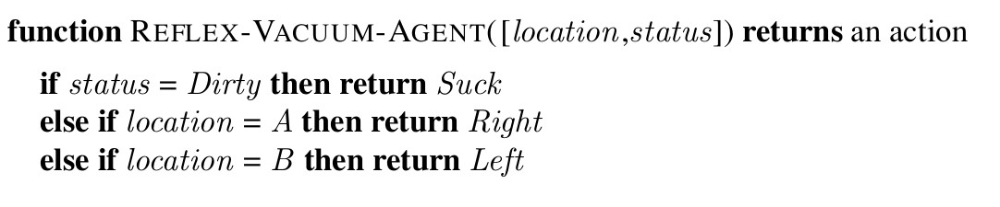 function REFLEX-VACUUM-AGENT([location,status]) returns an action
if status = Dirty then return Suck
else if location = A then return Right
else if location = B then return Left